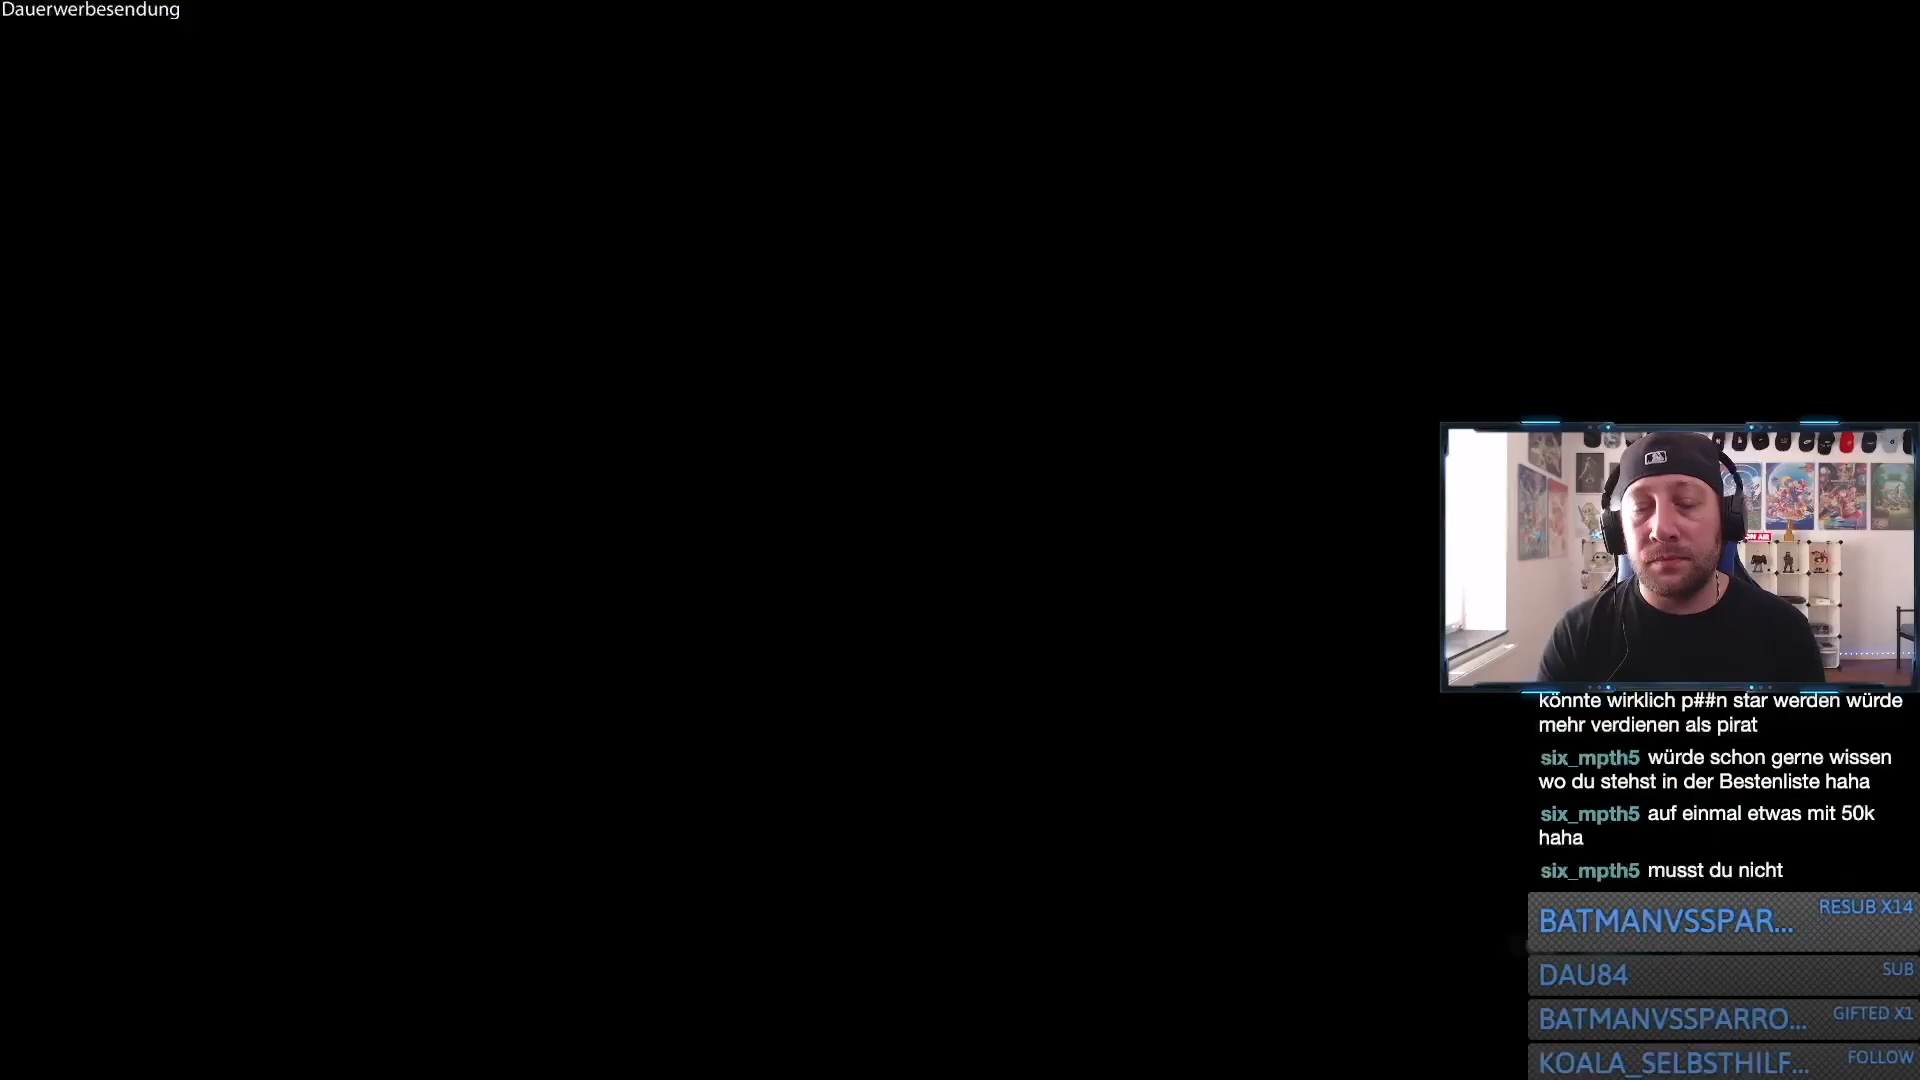 Dauerwerbesendung
ON AIR
könnte wirklich p##n star werden würde
mehr verdienen als pirat
six_mpth5 würde schon gerne wissen
wo du stehst in der Bestenliste haha
six_mpth5 auf einmal etwas mit 50k
haha
six_mpth5 musst du nicht
BATMANVSSPAR... RESUB X14
DAU84 SUB
BATMANVSSPARRO... GIFTED X1
KOALA_SELBSTHILF... FOLLOW